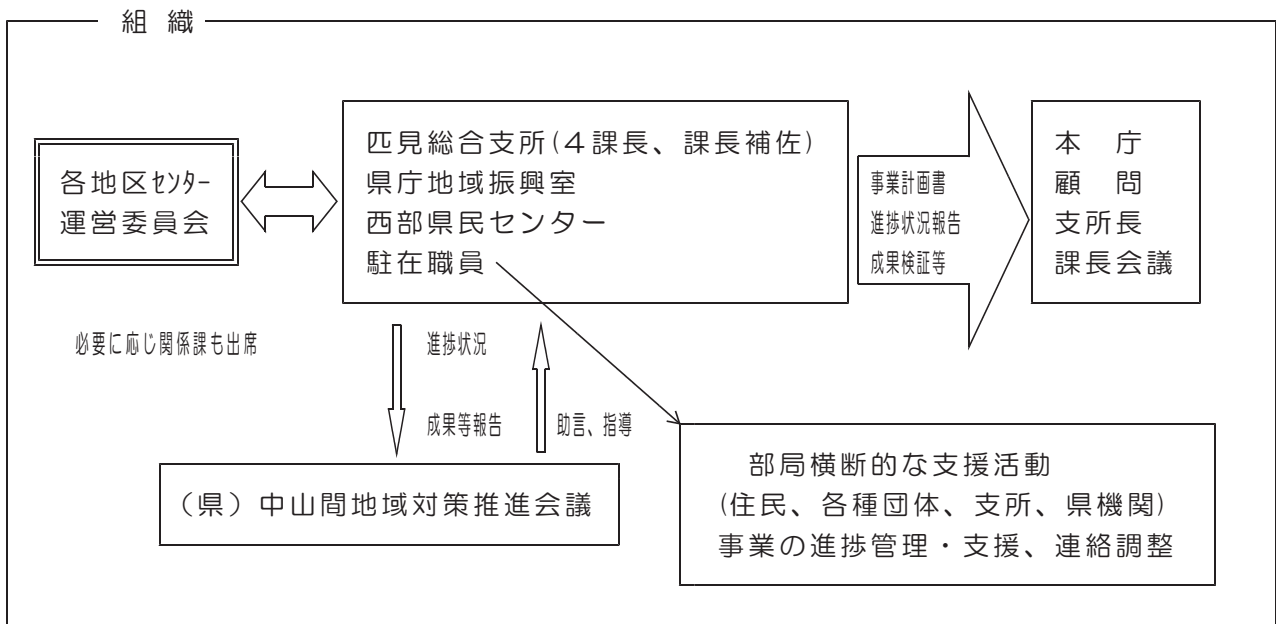 組 織
各地区ｾﾝﾀｰ
運営委員会
匹見総合支所(４課長、課長補佐)
県庁地域振興室
西部県民センター
駐在職員
事業計画書
進捗状況報告
成果検証等
本 庁
顧 問
支所長
課長会議
必要に応じ関係課も出席
進捗状況
成果等報告
助言、指導
（県）中山間地域対策推進会議
部局横断的な支援活動
(住民、各種団体、支所、県機関)
事業の進捗管理・支援、連絡調整